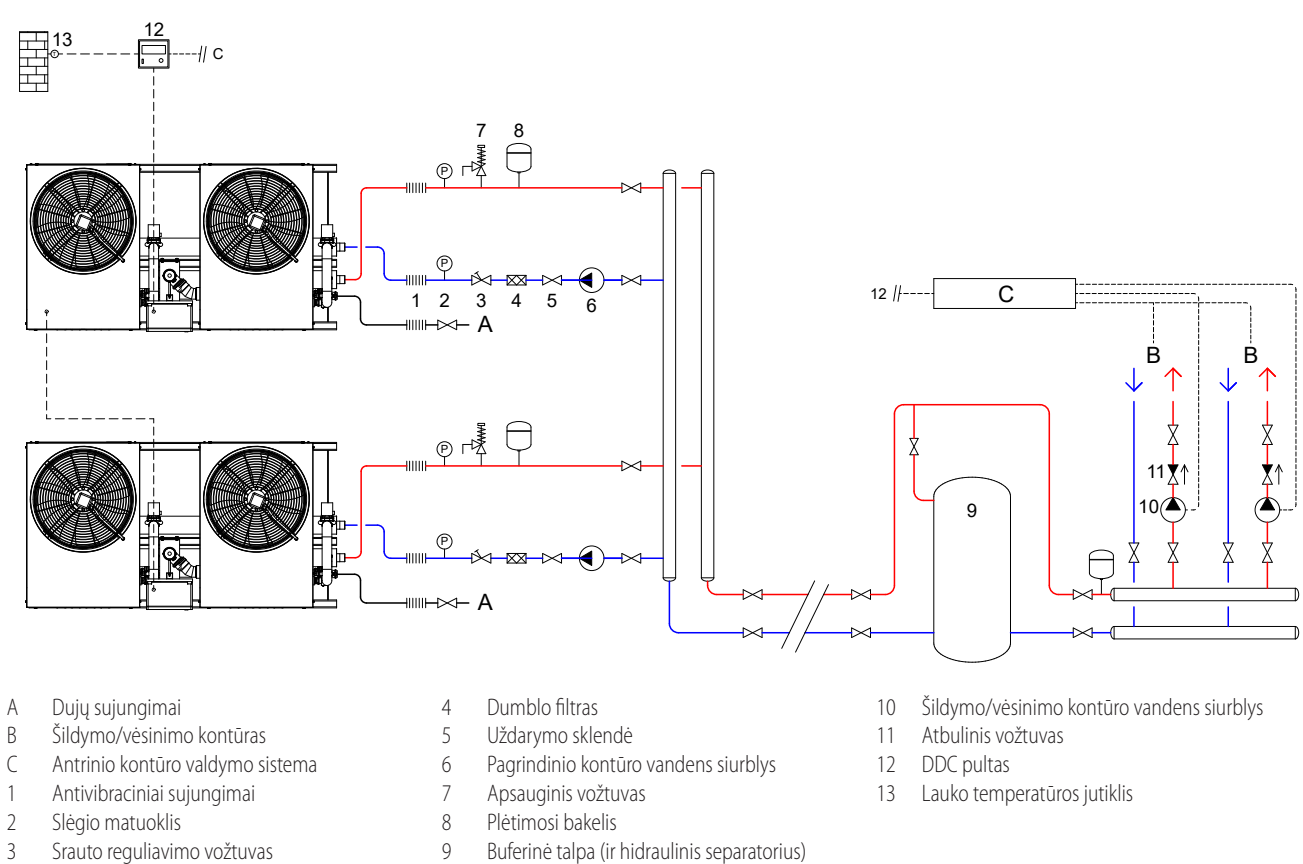 13
12
C
7
8
P
P
1
2
3
4
5
6
A
12
C
B
B
P
P
A
11
10
9
A Dujų sujungimai
B Šildymo/vėsinimo kontūras
C Antrinio kontūro valdymo sistema
1 Antivibraciniai sujungimai
2 Slėgio matuoklis
3 Srauto reguliavimo vožtuvas
4 Dumblo filtras
5 Uždarymo sklendė
6 Pagrindinio kontūro vandens siurblys
7 Apsauginis vožtuvas
8 Plėtimosi bakelis
9 Buferinė talpa (ir hidraulinis separatorius)
10 Šildymo/vėsinimo kontūro vandens siurblys
11 Atbulinis vožtuvas
12 DDC pultas
13 Lauko temperatūros jutiklis